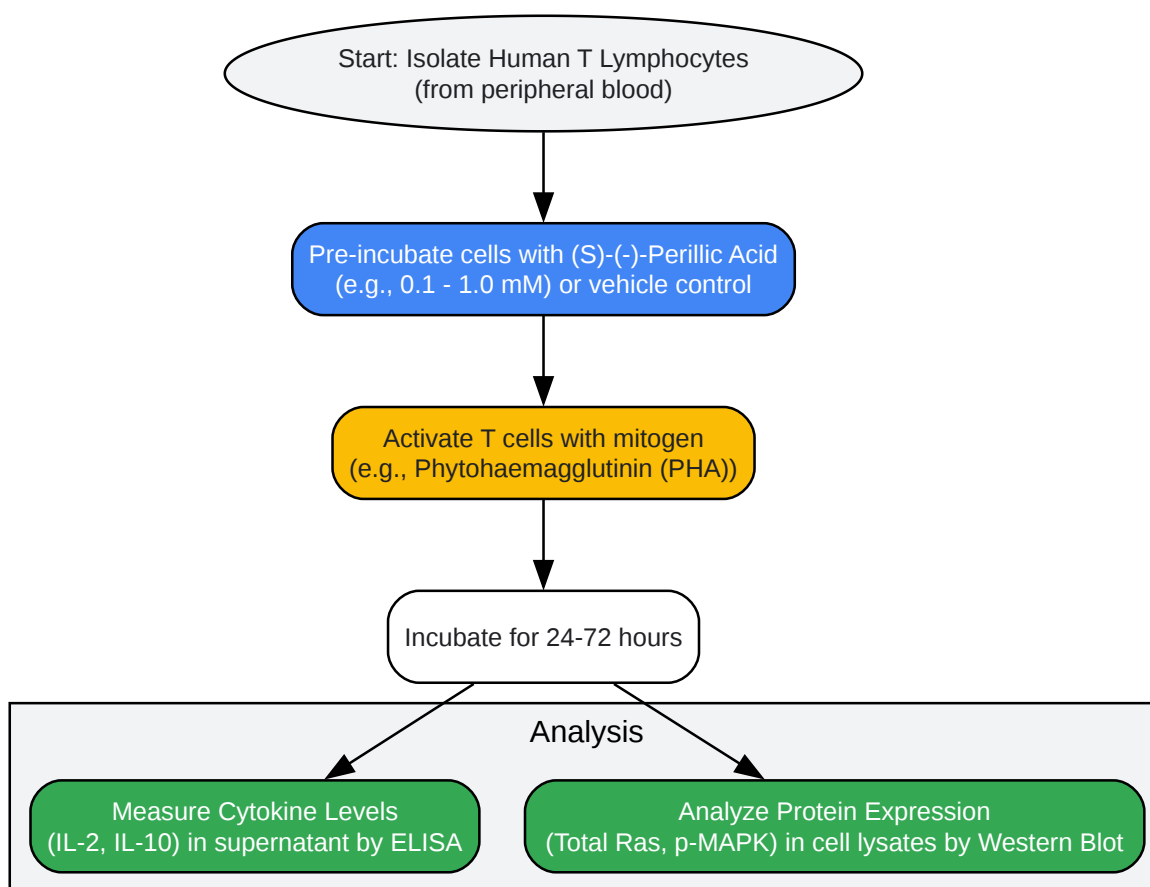 Start: Isolate Human T Lymphocytes
(from peripheral blood)
Pre-incubate cells with (S)-(-)-Perillic Acid
(e.g., 0.1 - 1.0 mM) or vehicle control
Activate T cells with mitogen
(e.g., Phytohaemagglutinin (PHA))
Incubate for 24-72 hours
Analysis
Measure Cytokine Levels
(IL-2, IL-10) in supernatant by ELISA
Analyze Protein Expression
(Total Ras, p-MAPK) in cell lysates by Western Blot